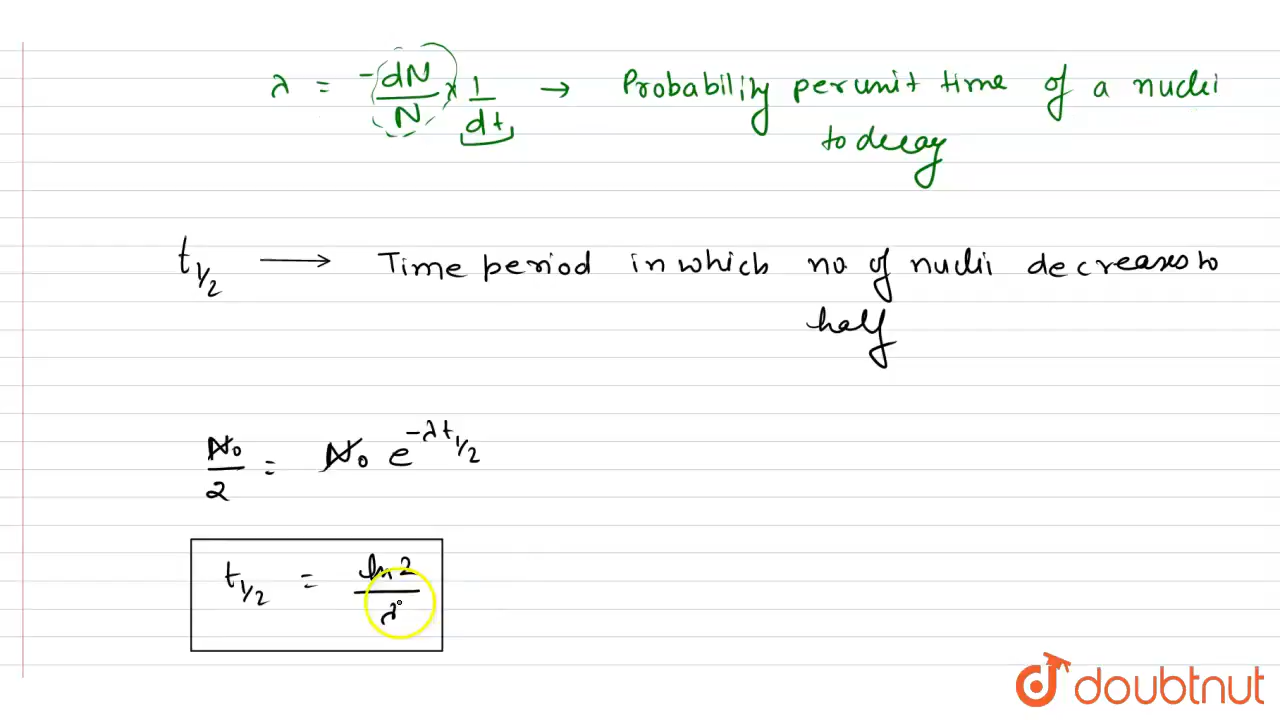 λ = -dN/N × 1/dt → Probability per unit time of a nuclei
to decay
t1/2 → Time period in which no of nuclii decreases to
half
N0/2 = N0 e^-λt1/2
t1/2 = ln 2/λ
doubtnut